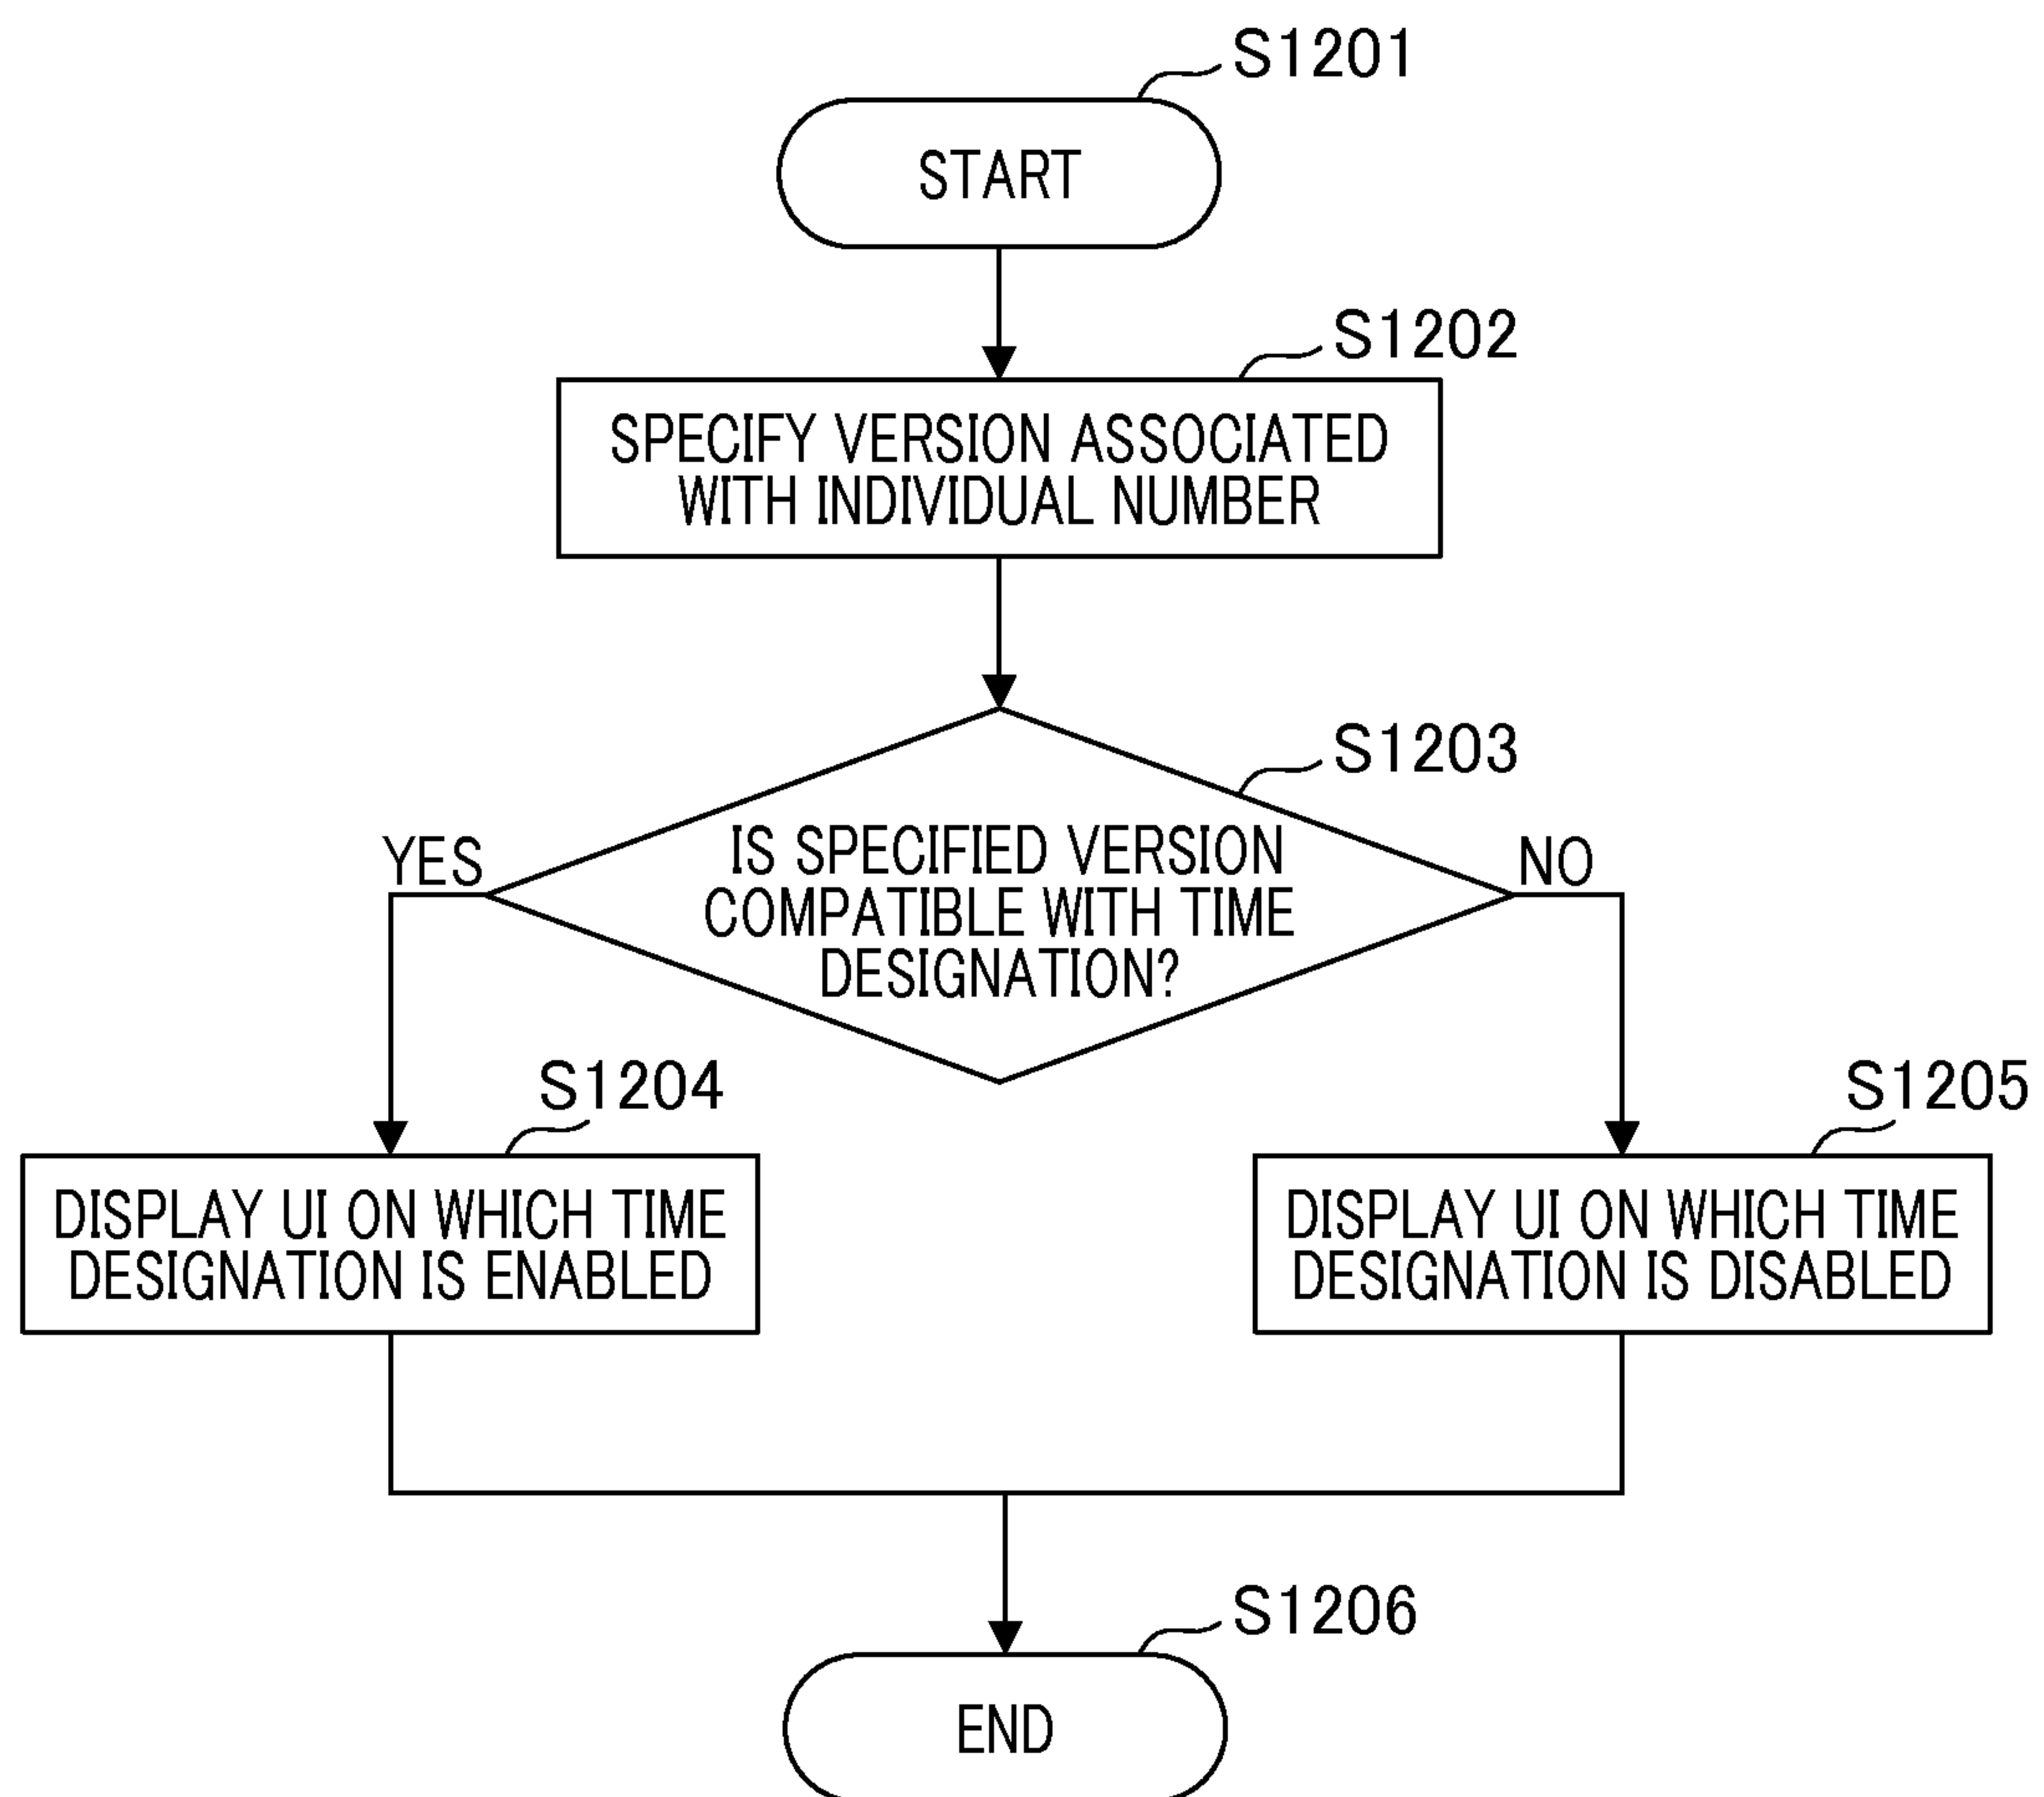 S1201
START
S1202
SPECIFY VERSION ASSOCIATED
WITH INDIVIDUAL NUMBER
S1203
IS SPECIFIED VERSION
COMPATIBLE WITH TIME
DESIGNATION?
YES
NO
S1204
DISPLAY UI ON WHICH TIME
DESIGNATION IS ENABLED
S1205
DISPLAY UI ON WHICH TIME
DESIGNATION IS DISABLED
S1206
END